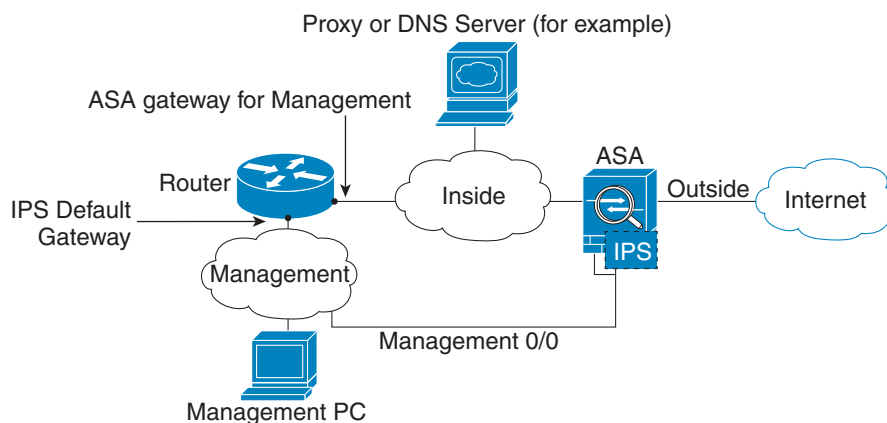 Proxy or DNS Server (for example)
ASA gateway for Management
ASA
Router
Inside
Outside
Internet
IPS Default
Gateway
IPS
Management
Management 0/0
Management PC